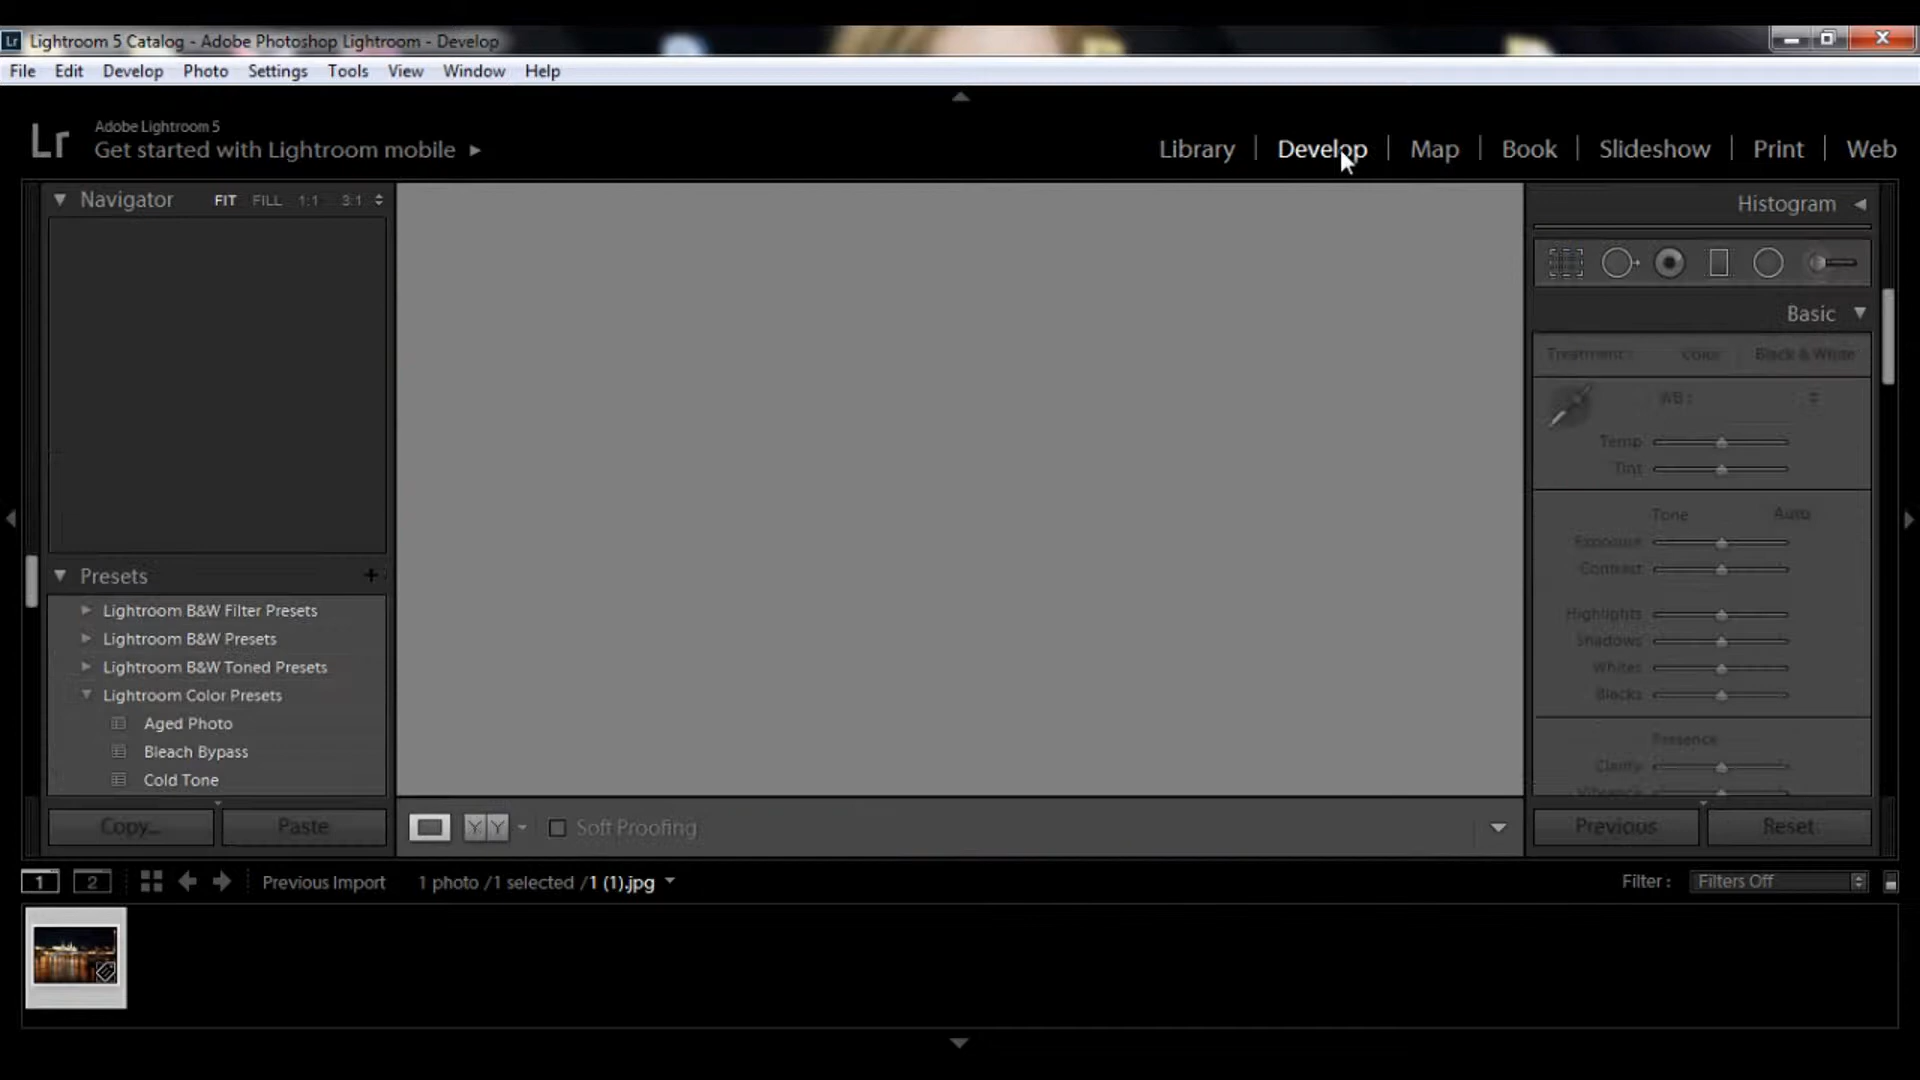 Lr Lightroom 5 Catalog - Adobe Photoshop Lightroom - Develop
File Edit Develop Photo Settings Tools View Window Help
Lr Adobe Lightroom 5
Get started with Lightroom mobile
Library | Develop | Map | Book | Slideshow | Print | Web
Navigator FIT FILL 1:1 3:1
Histogram
Basic
Treatment: Color Black & White
WB:
Temp
Tint
Tone Auto
Exposure
Contrast
Highlights
Shadows
Whites
Blacks
Presence
Clarity
Vibrance
Presets +
Lightroom B&W Filter Presets
Lightroom B&W Presets
Lightroom B&W Toned Presets
Lightroom Color Presets
Aged Photo
Bleach Bypass
Cold Tone
Copy... Paste
Y Y Soft Proofing
Previous Reset
1 2 Previous Import 1 photo /1 selected /1 (1).jpg
Filter: Filters Off